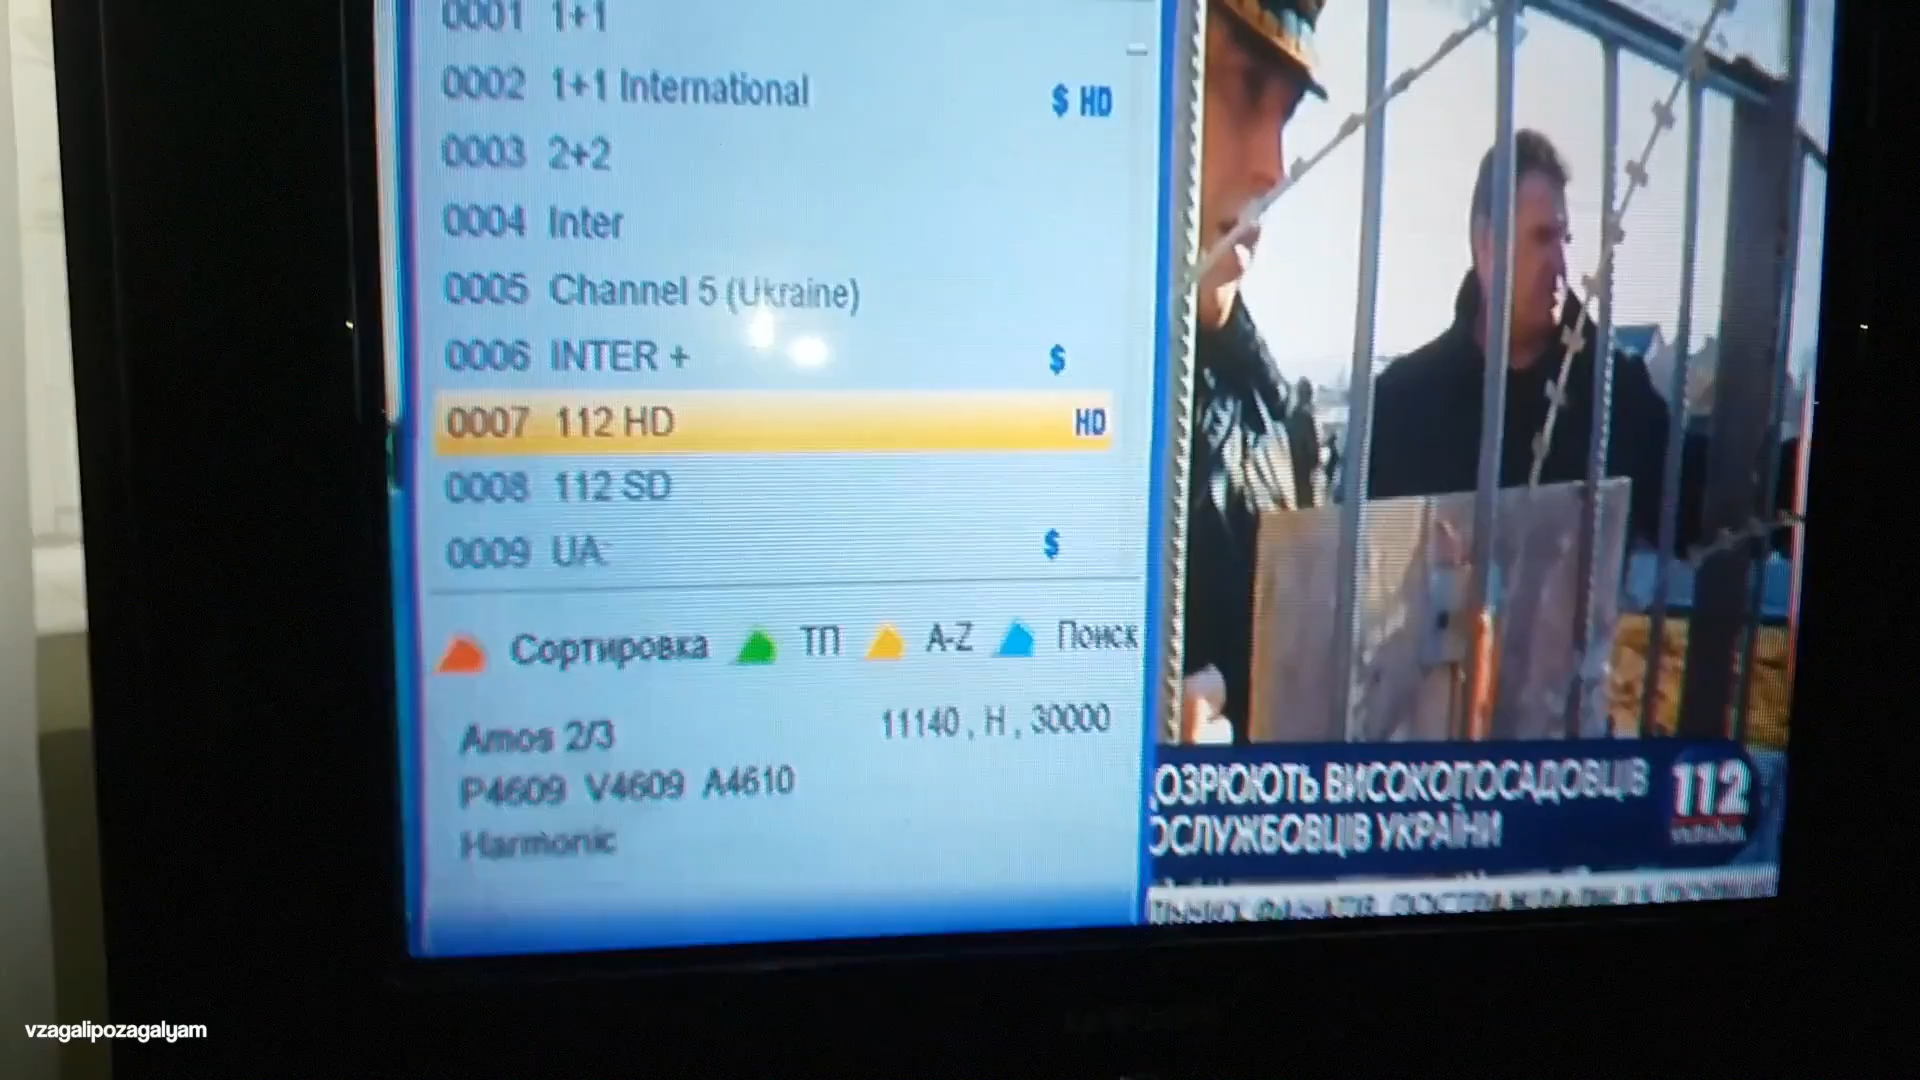 0001 1+1
0002 1+1 International $ HD
0003 2+2
0004 Inter
0005 Channel 5 (Ukraine)
0006 INTER + $
0007 112 HD HD
0008 112 SD
0009 UA: $
Сортировка ТП A-Z Поиск
Amos 2/3 11140 , H , 30000
P4609 V4609 A4610
Harmonic
ОЗРЮЮТЬ ВИСОКОПОСАДОВЦІВ
ОСЛУЖБОВЦІВ УКРАЇНИ
112
vzagalipozagalyam